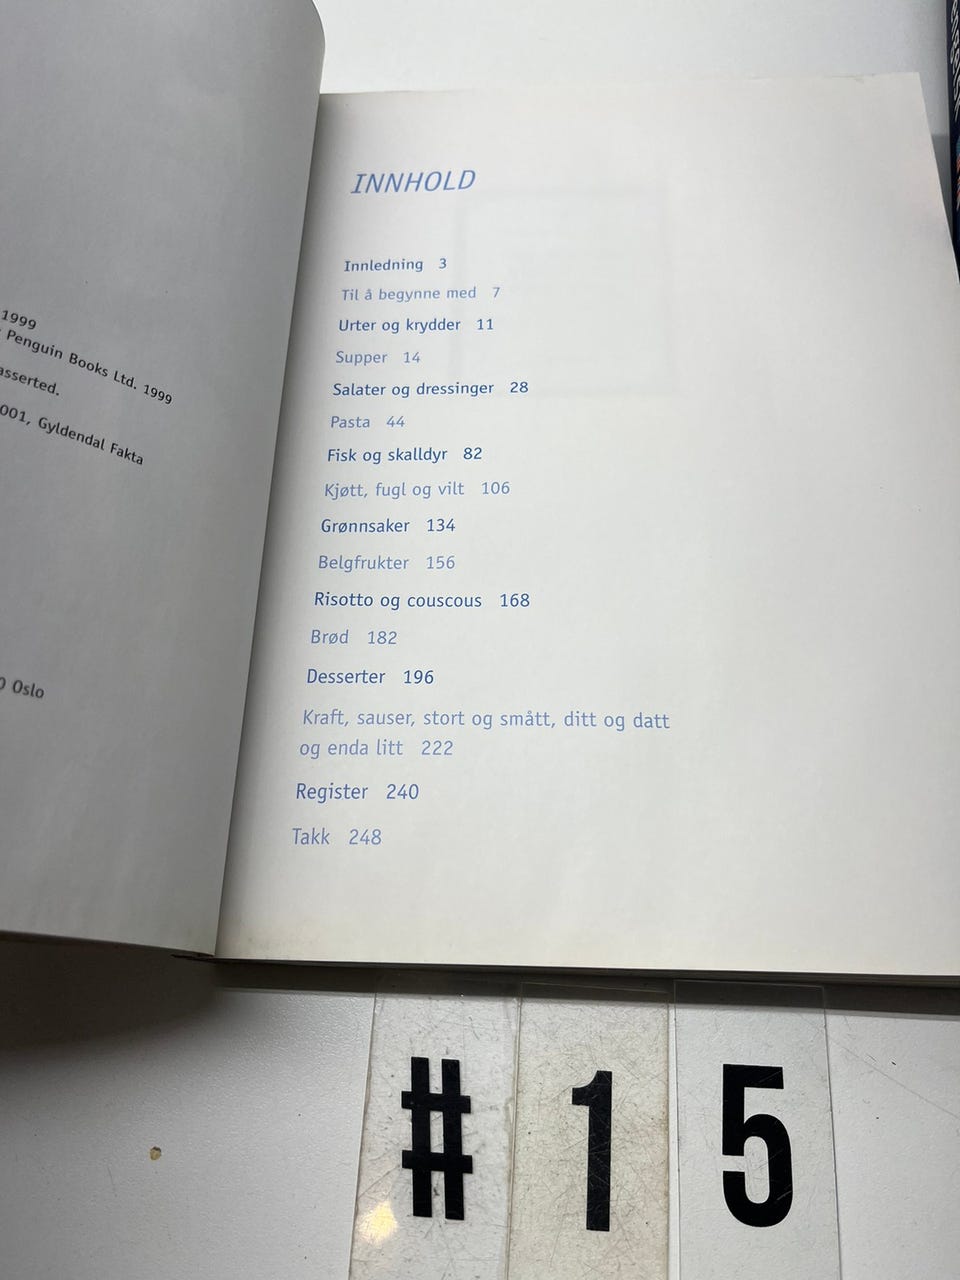 1999
Penguin Books Ltd. 1999
asserted.
001, Gyldendal Fakta
Oslo
INNHOLD
Innledning 3
Til å begynne med 7
Urter og krydder 11
Supper 14
Salater og dressinger 28
Pasta 44
Fisk og skalldyr 82
Kjøtt, fugl og vilt 106
Grønnsaker 134
Belgfrukter 156
Risotto og couscous 168
Brød 182
Desserter 196
Kraft, sauser, stort og smått, ditt og datt
og enda litt 222
Register 240
Takk 248
#15